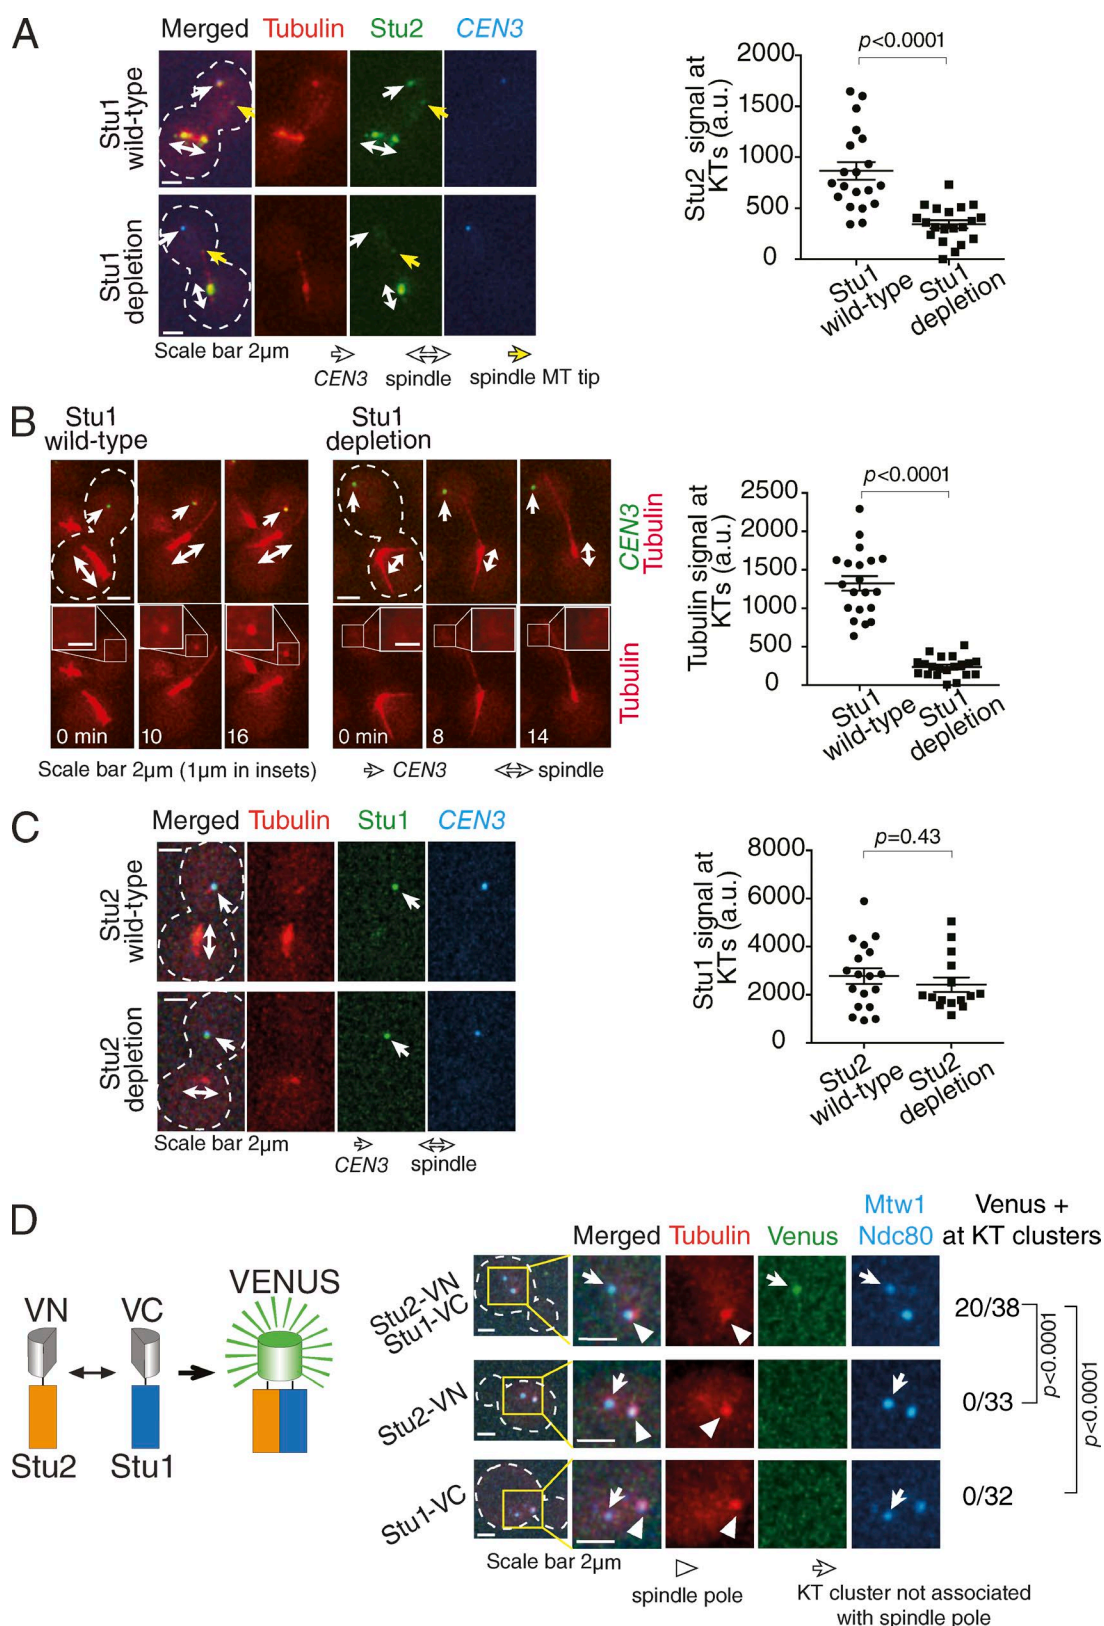 A
Merged Tubulin Stu2 CEN3
Stu1
wild-type
Stu1
depletion
Scale bar 2µm
CEN3
spindle
spindle MT tip
Stu2 signal at
KTs (a.u.)
2000
1500
1000
500
0
p<0.0001
Stu1
wild-type
Stu1
depletion
B
Stu1
wild-type
Stu1
depletion
CEN3
Tubulin
Tubulin
0 min
10
16
0 min
8
14
Scale bar 2µm (1µm in insets)
CEN3
spindle
Tubulin signal at
KTs (a.u.)
2500
2000
1500
1000
500
0
p<0.0001
Stu1
wild-type
Stu1
depletion
C
Merged Tubulin Stu1 CEN3
Stu2
wild-type
Stu2
depletion
Scale bar 2µm
CEN3
spindle
Stu1 signal at
KTs (a.u.)
8000
6000
4000
2000
0
p=0.43
Stu2
wild-type
Stu2
depletion
D
VN
VC
VENUS
Stu2
Stu1
Merged Tubulin Venus
Mtw1
Ndc80
Venus +
at KT clusters
Stu2-VN
Stu1-VC
Stu2-VN
Stu1-VC
20/38
0/33
0/32
p<0.0001
p<0.0001
Scale bar 2µm
spindle pole
KT cluster not associated
with spindle pole